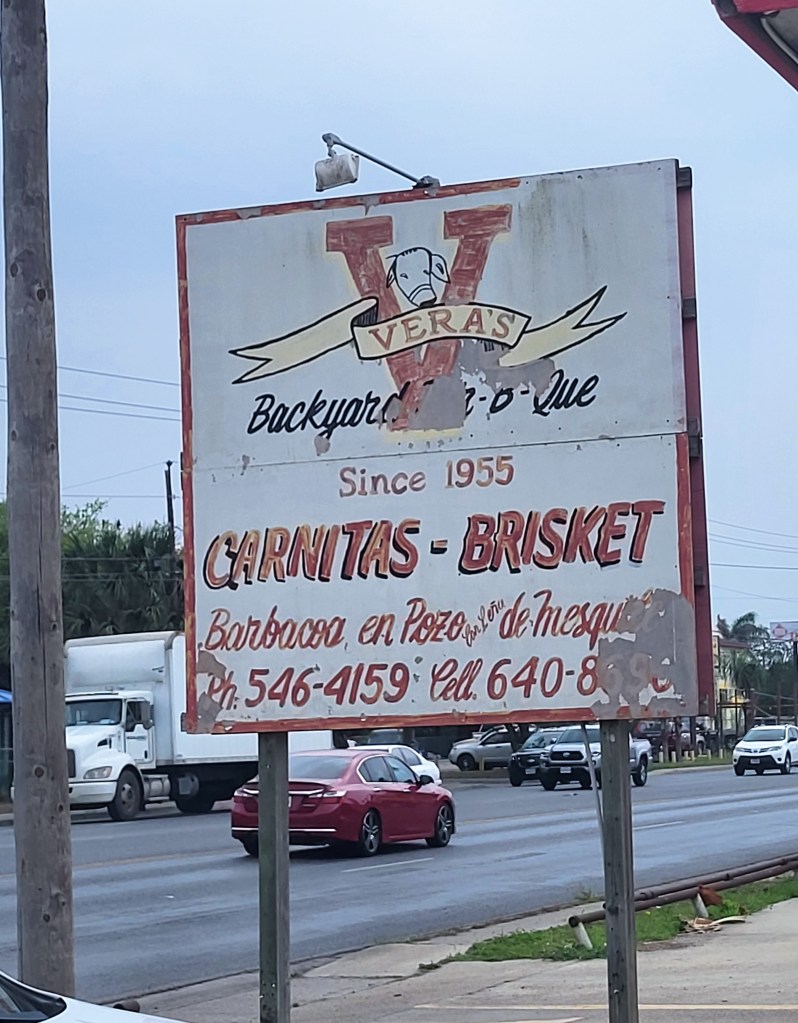 V
VERA'S
Backyard -B-Que
Since 1955
CARNITAS - BRISKET
Barbacoa en Pozo Con Leña de Mesqui
Ph: 546-4159 Cell. 640-8